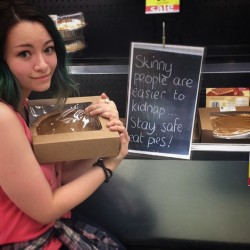 Skinny
people are
easier to
kidnap
Stay safe
eat pies!